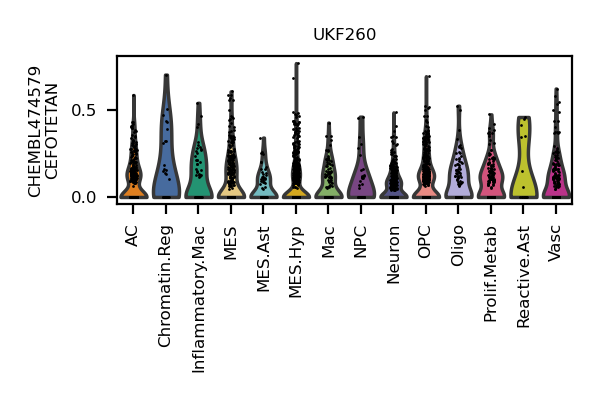 UKF260
CHEMBL474579
CEFOTETAN
0.5
0.0
AC
Chromatin.Reg
Inflammatory.Mac
MES
MES.Ast
MES.Hyp
Mac
NPC
Neuron
OPC
Oligo
Prolif.Metab
Reactive.Ast
Vasc